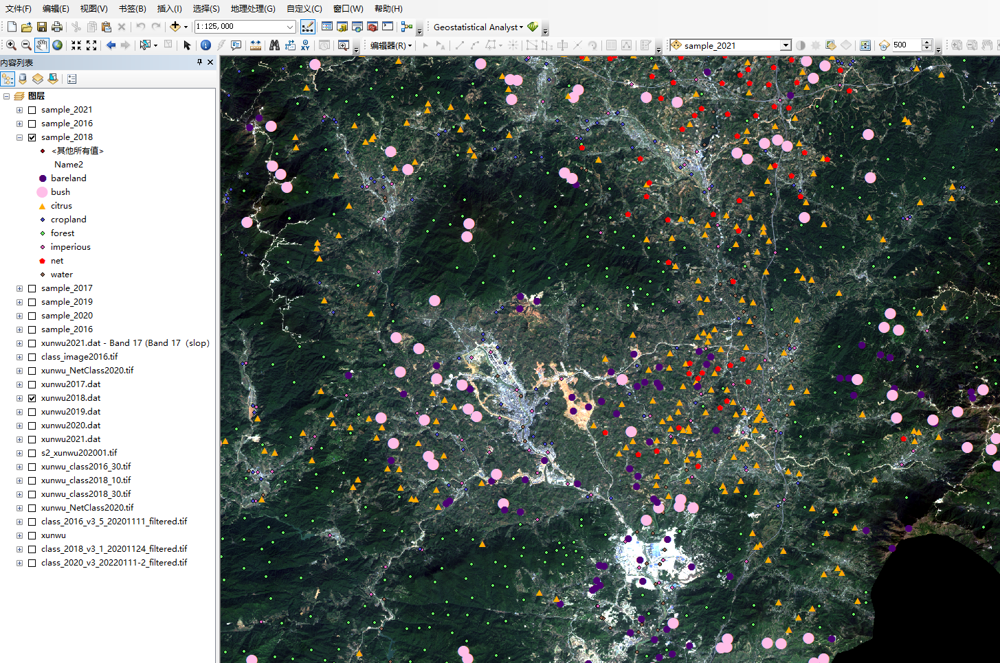 文件(F) 编辑(E) 视图(V) 书签(B) 插入(I) 选择(S) 地理处理(G) 自定义(C) 窗口(W) 帮助(H)
1:125,000 Geostatistical Analyst
编辑器(R) sample_2021 500
内容列表
图层
sample_2021
sample_2016
sample_2018
<其他所有值>
Name2
bareland
bush
citrus
cropland
forest
imperious
net
water
sample_2017
sample_2019
sample_2020
sample_2016
xunwu2021.dat - Band 17 (Band 17（slop）
class_image2016.tif
xunwu_NetClass2020.tif
xunwu2017.dat
xunwu2018.dat
xunwu2019.dat
xunwu2020.dat
xunwu2021.dat
s2_xunwu202001.tif
xunwu_class2016_30.tif
xunwu_class2018_10.tif
xunwu_class2018_30.tif
xunwu_NetClass2020.tif
class_2016_v3_5_20201111_filtered.tif
xunwu
class_2018_v3_1_20201124_filtered.tif
class_2020_v3_20220111-2_filtered.tif